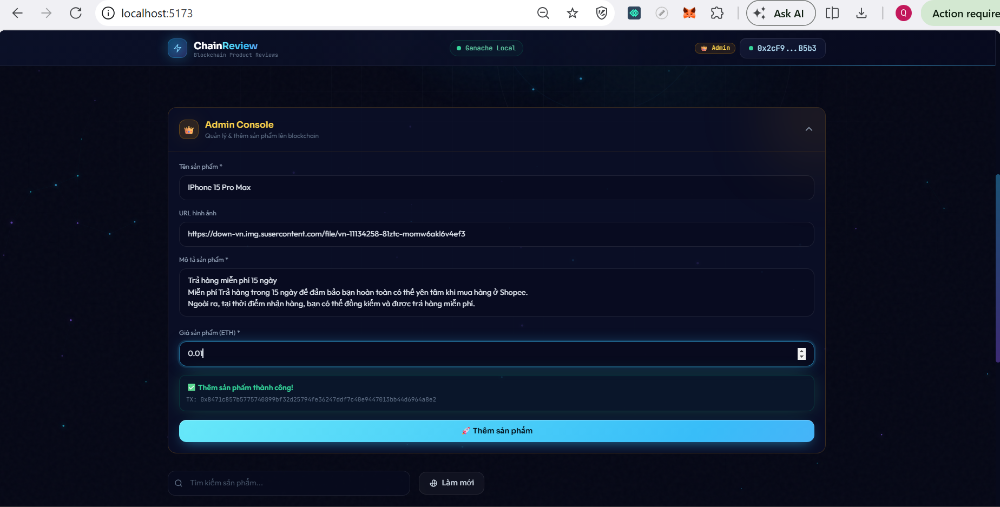 localhost:5173
Ask AI
Q
Action require
ChainReview
Blockchain Product Reviews
Ganache Local
Admin
0x2cF9...B5b3
Admin Console
Quản lý & thêm sản phẩm lên blockchain
Tên sản phẩm *
IPhone 15 Pro Max
URL hình ảnh
https://down-vn.img.susercontent.com/file/vn-11134258-81ztc-momw6akl6v4ef3
Mô tả sản phẩm *
Trả hàng miễn phí 15 ngày
Miễn phí Trả hàng trong 15 ngày để đảm bảo bạn hoàn toàn có thể yên tâm khi mua hàng ở Shopee.
Ngoài ra, tại thời điểm nhận hàng, bạn có thể đồng kiểm và được trả hàng miễn phí.
Giá sản phẩm (ETH) *
0.01
✅ Thêm sản phẩm thành công!
TX: 0x8471c857b5775740899bf32d25794fe36247ddf7c40e9447013bb44d6964a8e2
🚀 Thêm sản phẩm
Tìm kiếm sản phẩm...
Làm mới